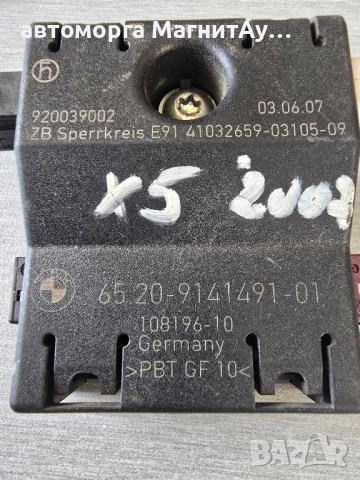 автоморга МагнитАу...
h
920039002 03.06.07
ZB Sperrkreis E91 41032659-03105-09
X5 2007
65.20-9141491-01
108196-10
Germany
>PBT GF 10<
BAZAR